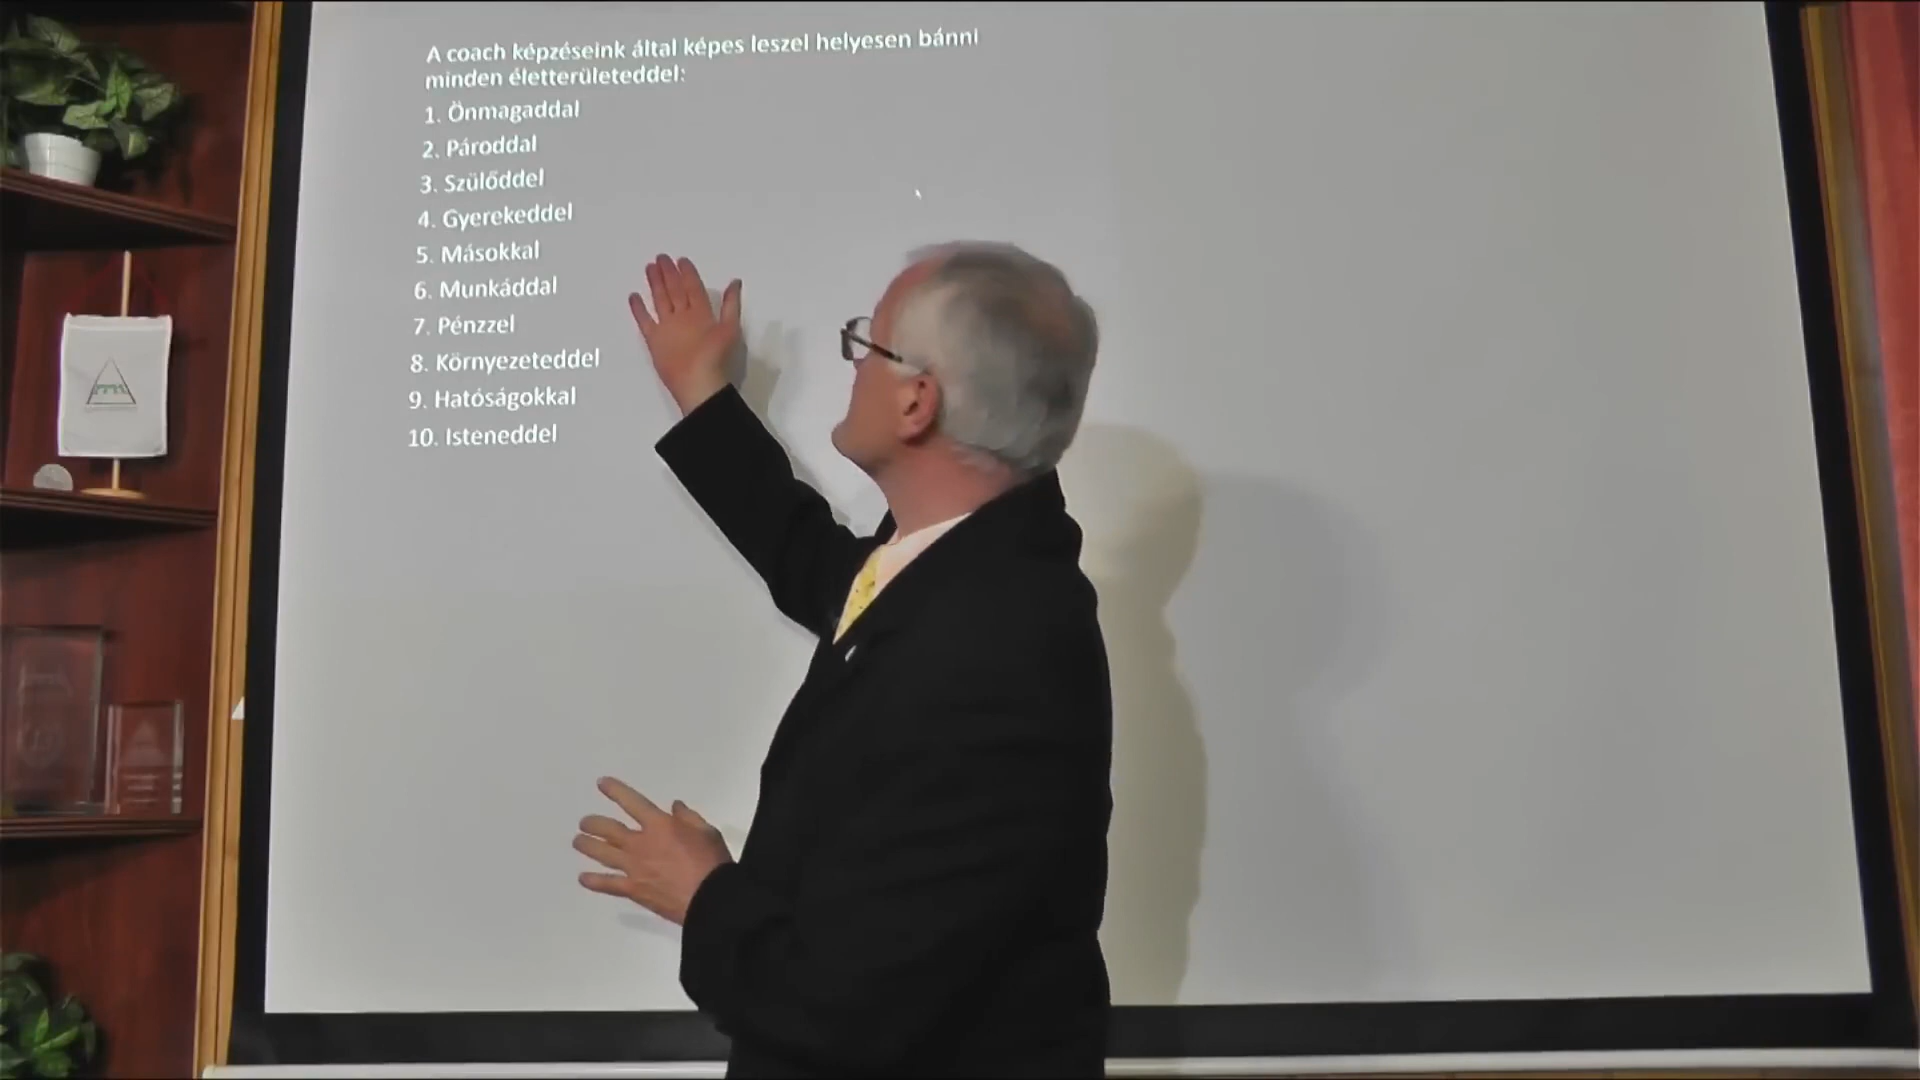 A coach képzéseink által képes leszel helyesen bánni
minden életterületeddel:
1. Önmagaddal
2. Pároddal
3. Szülőddel
4. Gyerekeddel
5. Másokkal
6. Munkáddal
7. Pénzzel
8. Környezeteddel
9. Hatóságokkal
10. Isteneddel